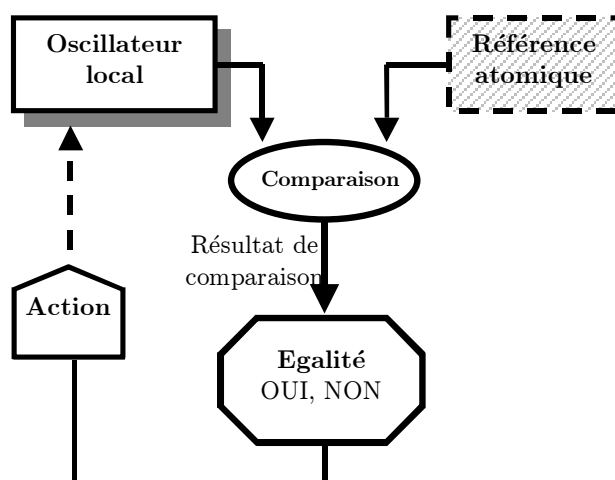 Oscillateur
local
Référence
atomique
Comparaison
Résultat de
comparaison
Action
Egalité
OUI, NON